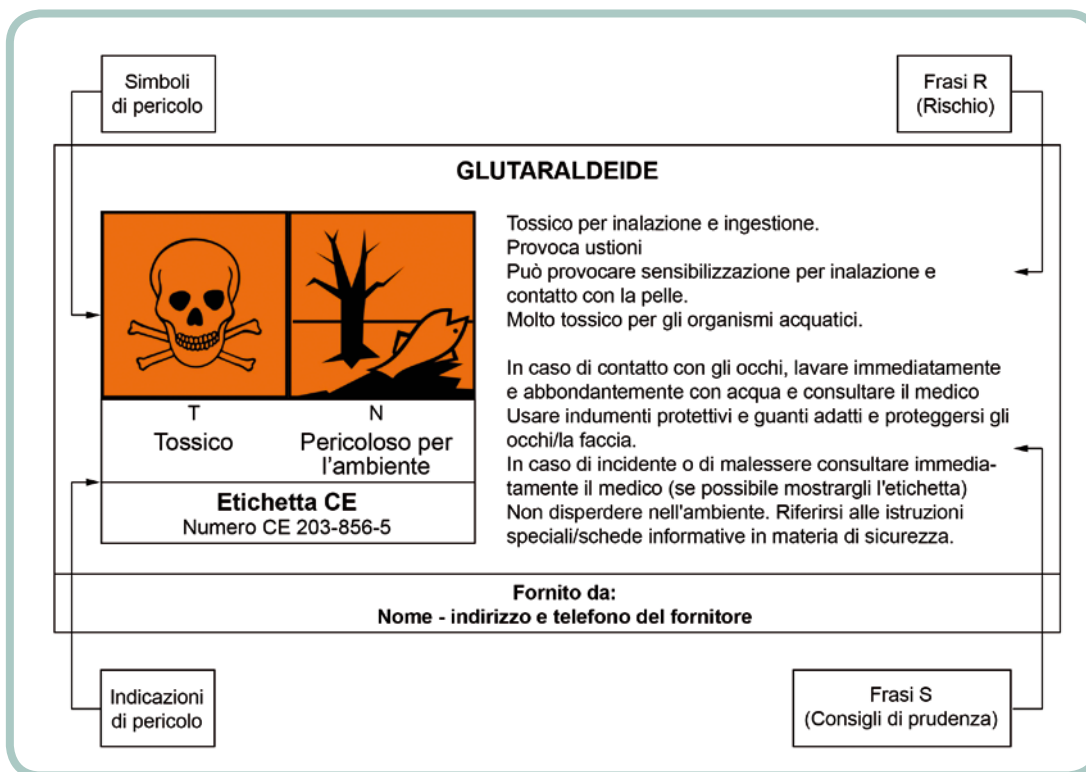 Simboli
di pericolo
Frasi R
(Rischio)
GLUTARALDEIDE
Tossico per inalazione e ingestione.
Provoca ustioni
Può provocare sensibilizzazione per inalazione e
contatto con la pelle.
Molto tossico per gli organismi acquatici.
T
Tossico
N
Pericoloso per
l'ambiente
Etichetta CE
Numero CE 203-856-5
In caso di contatto con gli occhi, lavare immediatamente
e abbondantemente con acqua e consultare il medico
Usare indumenti protettivi e guanti adatti e proteggersi gli
occhi/la faccia.
In caso di incidente o di malessere consultare immedia-
tamente il medico (se possibile mostrargli l'etichetta)
Non disperdere nell'ambiente. Riferirsi alle istruzioni
speciali/schede informative in materia di sicurezza.
Fornito da:
Nome - indirizzo e telefono del fornitore
Indicazioni
di pericolo
Frasi S
(Consigli di prudenza)